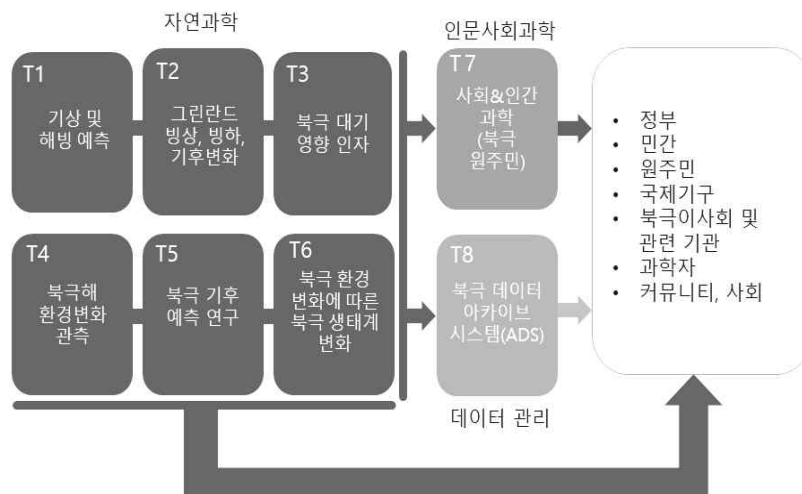 자연과학
인문사회과학
T1
기상 및
해빙 예측
T2
그린란드
빙상, 빙하,
기후변화
T3
북극 대기
영향 인자
T7
사회&인간
과학
(북극
원주민)
• 정부
• 민간
• 원주민
• 국제기구
• 북극이사회 및
관련 기관
• 과학자
• 커뮤니티, 사회
T4
북극해
환경변화
관측
T5
북극 기후
예측 연구
T6
북극 환경
변화에 따른
북극 생태계
변화
T8
북극 데이터
아카이브
시스템(ADS)
데이터 관리